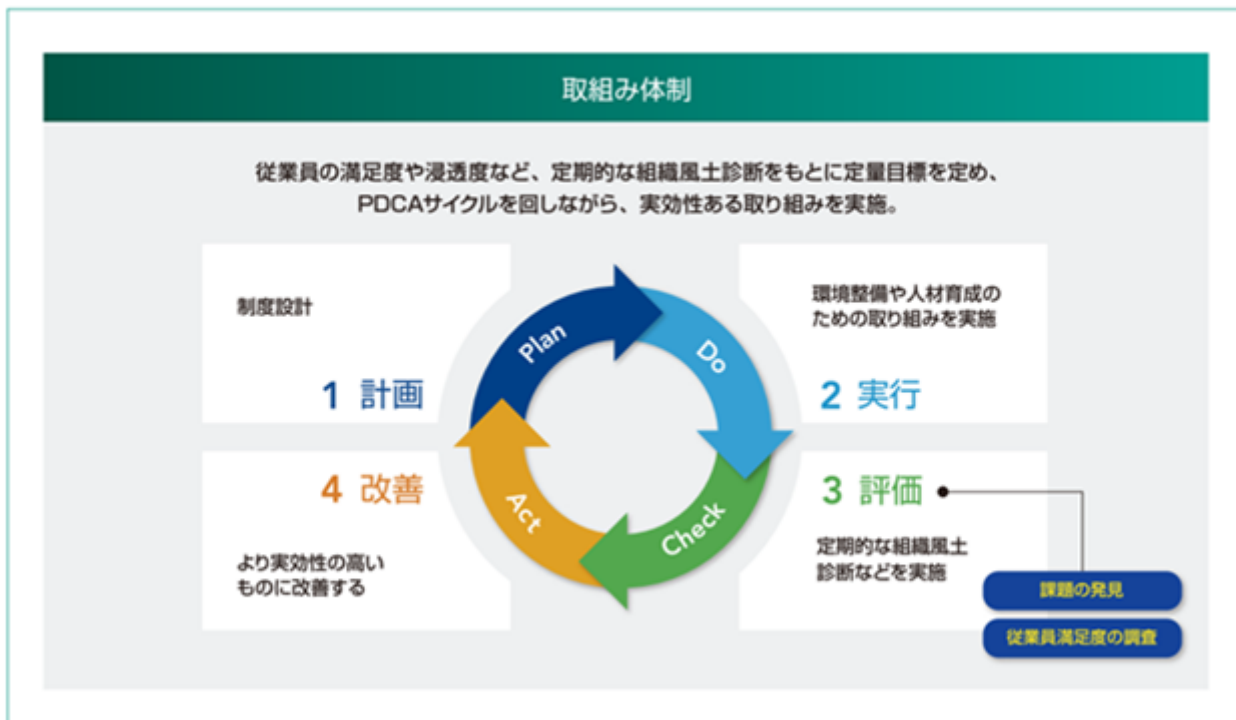 取組み体制
従業員の満足度や浸透度など、定期的な組織風土診断をもとに定量目標を定め、
PDCAサイクルを回しながら、実効性ある取り組みを実施。
制度設計
1 計画
Plan
Do
環境整備や人材育成の
ための取り組みを実施
2 実行
4 改善
より実効性の高い
ものに改善する
Act
Check
3 評価
定期的な組織風土
診断などを実施
課題の発見
従業員満足度の調査